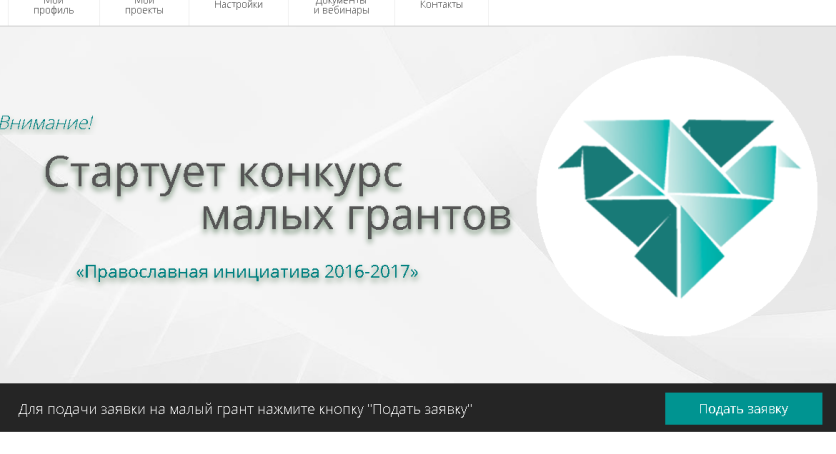 Мой
профиль
Мои
проекты
Настройки
Документы
и вебинары
Контакты
Внимание!
Стартует конкурс
малых грантов
«Православная инициатива 2016-2017»
Для подачи заявки на малый грант нажмите кнопку "Подать заявку"
Подать заявку